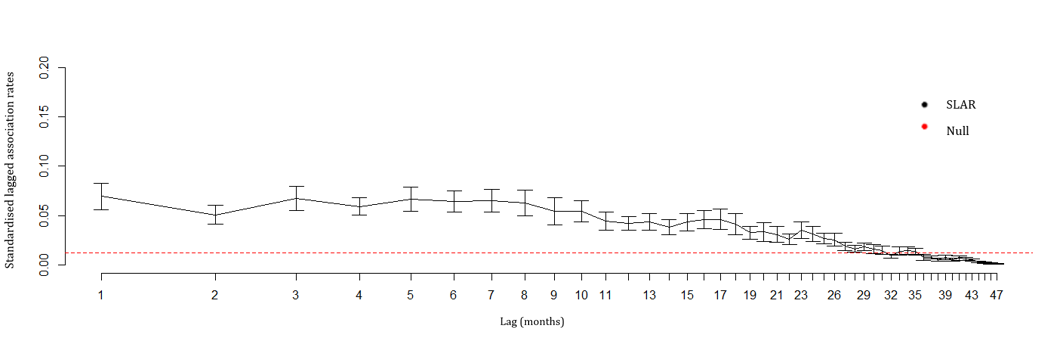 Standardised lagged association rates
0.20
0.15
0.10
0.05
0.00
SLAR
Null
1 2 3 4 5 6 7 8 9 10 11 13 15 17 19 21 23 26 29 32 35 39 43 47
Lag (months)